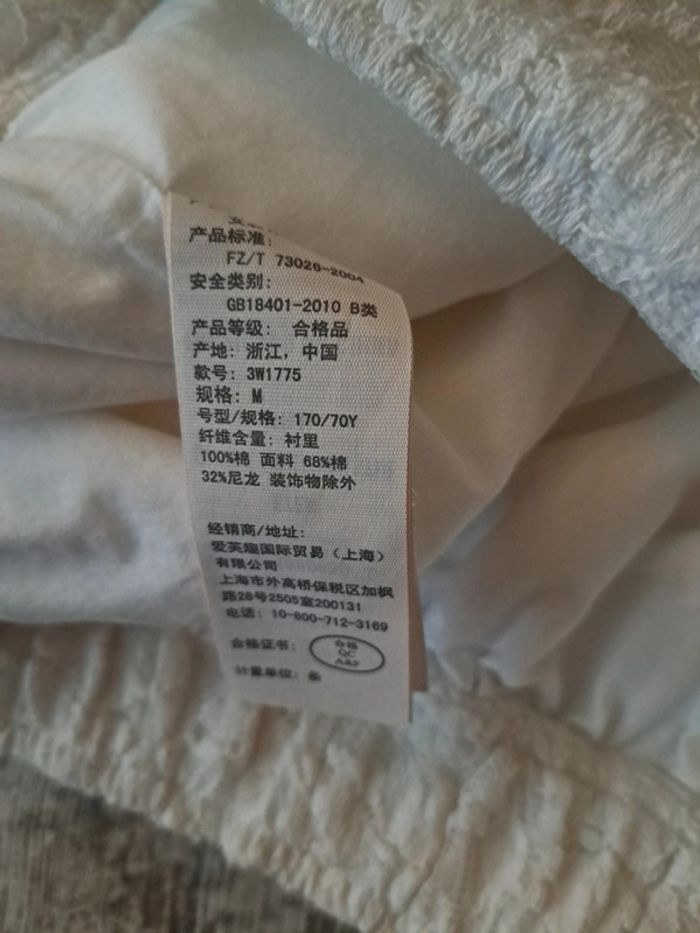 产品标准:
FZ/T 73026-2004
安全类别:
GB18401-2010 B类
产品等级: 合格品
产地: 浙江, 中国
款号: 3W1775
规格: M
号型/规格: 170/70Y
纤维含量: 衬里
100%棉 面料 68%棉
32%尼龙 装饰物除外
经销商/地址:
爱芙趣国际贸易（上海）
有限公司
上海市外高桥保税区加枫
路28号2505室200131
电话: 10-800-712-3169
合格证书:
合格
QC
A&F
计量单位: 条